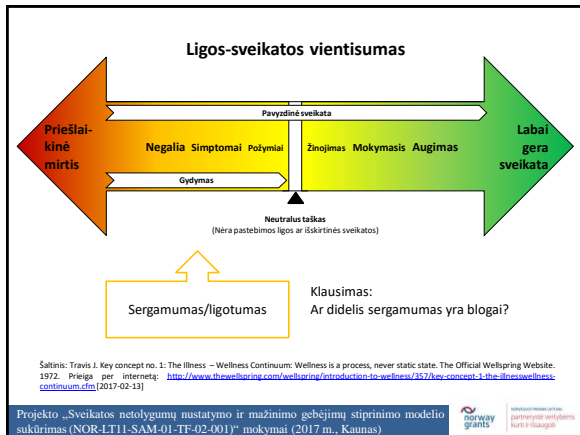 Ligos-sveikatos vientisumas
Pavyzdinė sveikata
Priešlai-
kinė
mirtis
Negalia Simptomai Požymiai
Žinojimas Mokymasis Augimas
Labai
gera
sveikata
Gydymas
Neutralus taškas
(Nėra pastebimos ligos ar išskirtinės sveikatos)
Sergamumas/ligotumas
Klausimas:
Ar didelis sergamumas yra blogai?
Šaltinis: Travis J. Key concept no. 1: The Illness – Wellness Continuum: Wellness is a process, never static state. The Official Wellspring Website.
1972. Prieiga per internetą: http://www.thewellspring.com/wellspring/introduction-to-wellness/357/key-concept-1-the-illnesswellness-
continuum.cfm [2017-02-13]
Projekto „Sveikatos netolygumų nustatymo ir mažinimo gebėjimų stiprinimo modelio
sukūrimas (NOR-LT11-SAM-01-TF-02-001)“ mokymai (2017 m., Kaunas)
norway
grants
partnerystė vertybėms
kurti ir išsaugoti